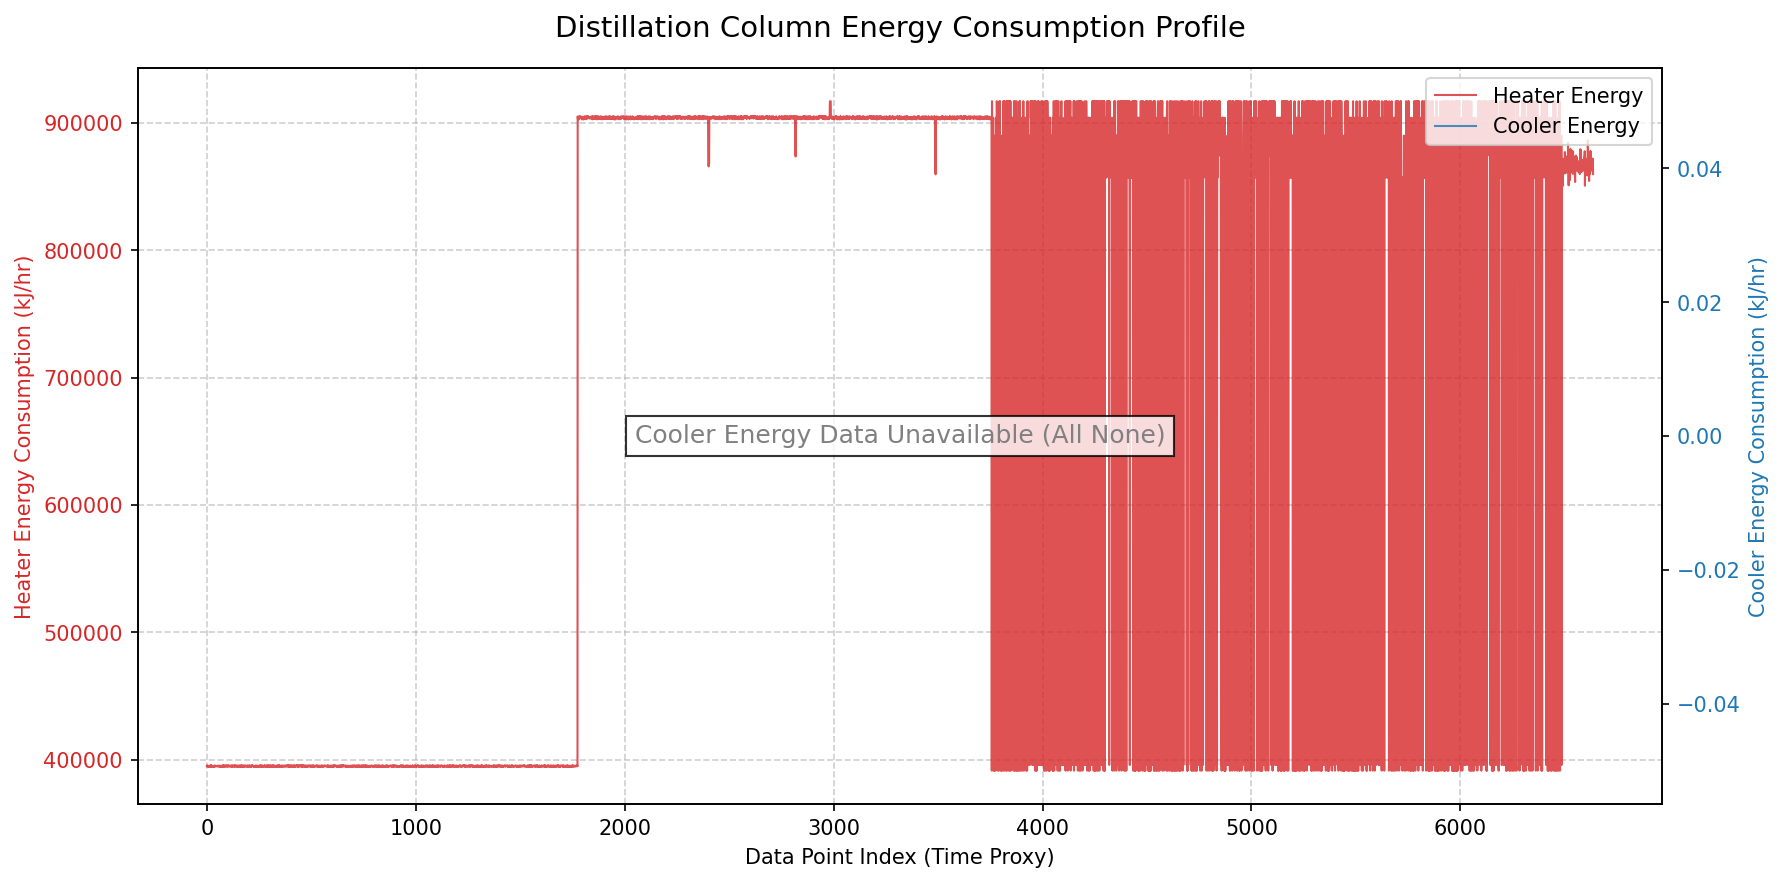 Distillation Column Energy Consumption Profile
Heater Energy
Cooler Energy
Heater Energy Consumption (kJ/hr)
900000
800000
700000
600000
500000
400000
Cooler Energy Data Unavailable (All None)
0.04
0.02
0.00
−0.02
−0.04
Cooler Energy Consumption (kJ/hr)
0 1000 2000 3000 4000 5000 6000
Data Point Index (Time Proxy)